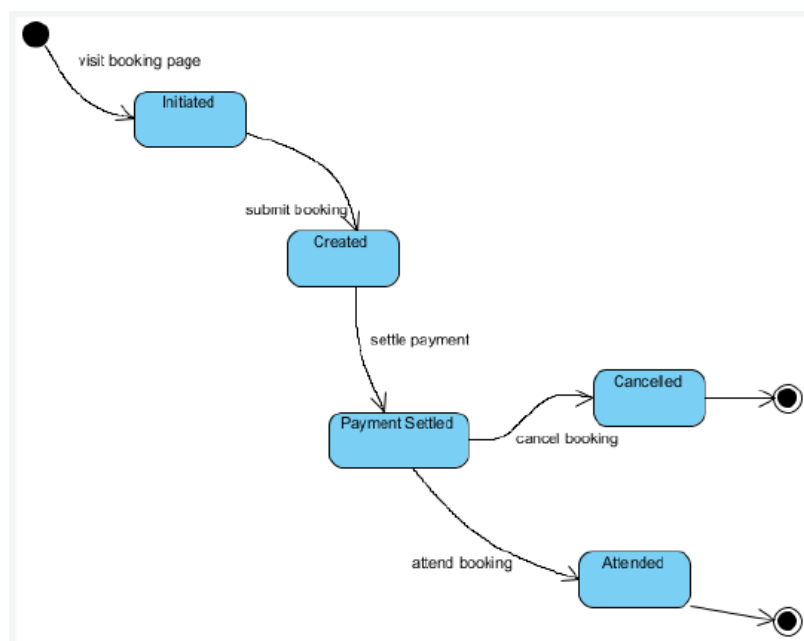 visit booking page
Initiated
submit booking
Created
settle payment
Cancelled
Payment Settled
cancel booking
attend booking
Attended